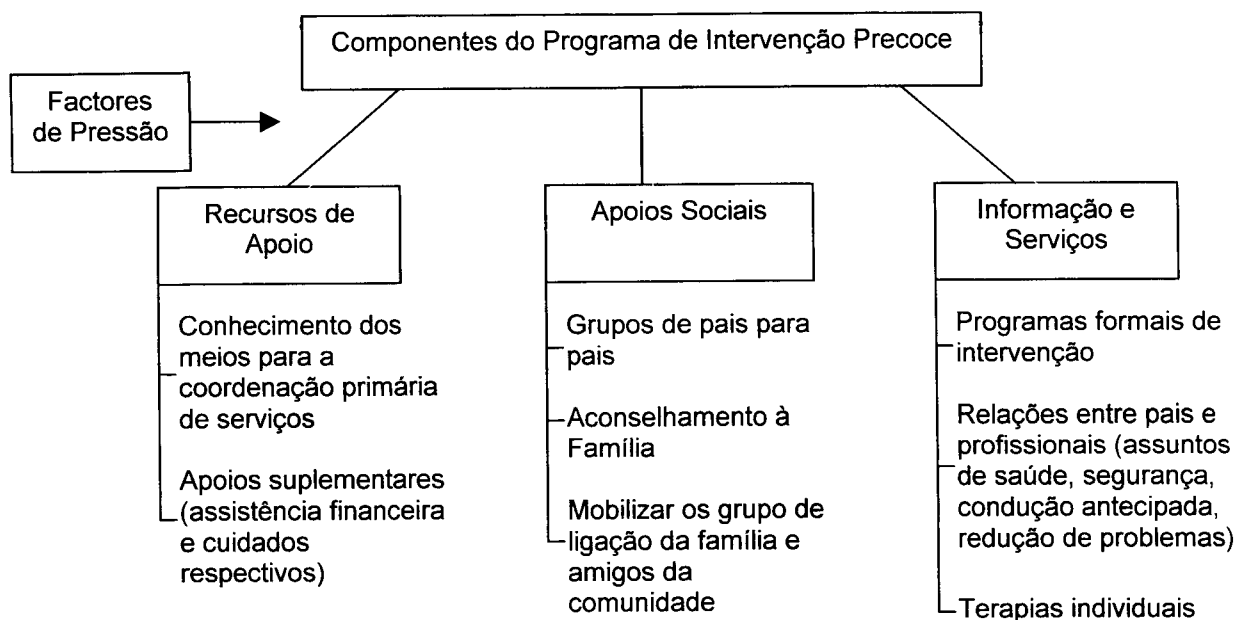 Componentes do Programa de Intervenção Precoce
Factores
de Pressão
Recursos de
Apoio
Conhecimento dos
meios para a
coordenação primária
de serviços
Apoios suplementares
(assistência financeira
e cuidados
respectivos)
Apoios Sociais
Grupos de pais para
pais
Aconselhamento à
Família
Mobilizar os grupo de
ligação da família e
amigos da
comunidade
Informação e
Serviços
Programas formais de
intervenção
Relações entre pais e
profissionais (assuntos
de saúde, segurança,
condução antecipada,
redução de problemas)
Terapias individuais